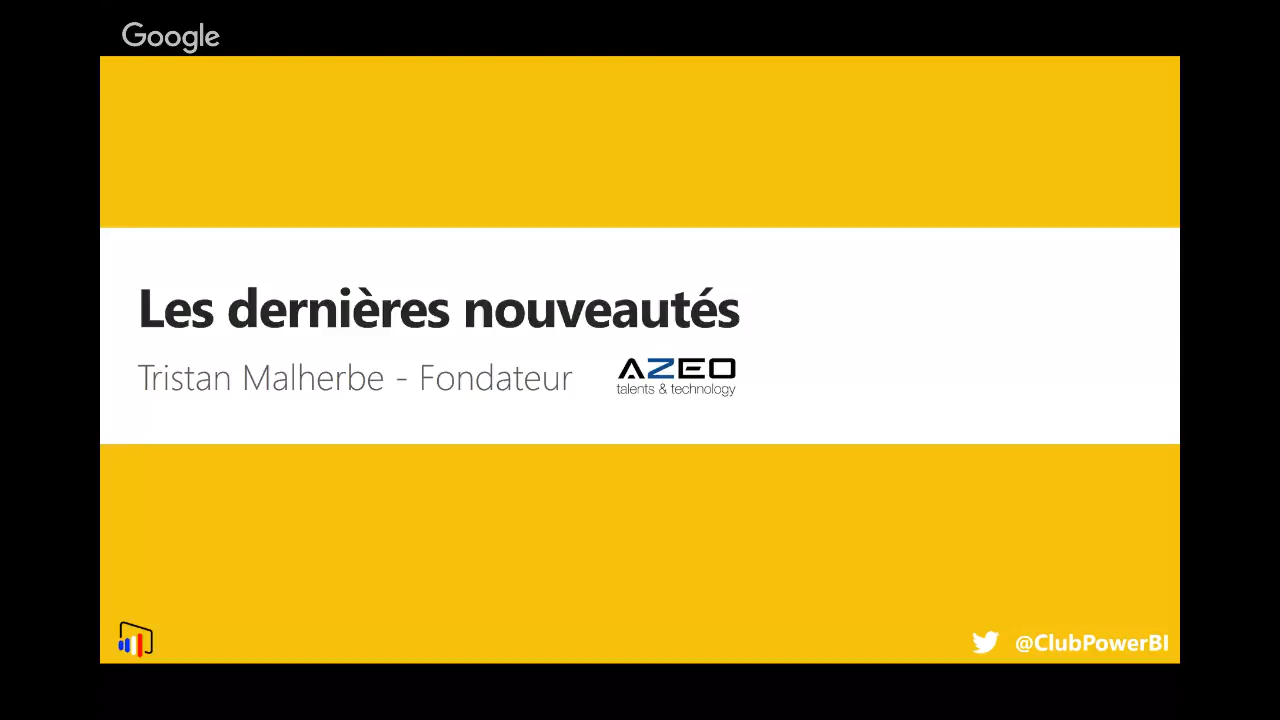 Google
Les dernières nouveautés
Tristan Malherbe - Fondateur
AZEO
talents & technology
@ClubPowerBI